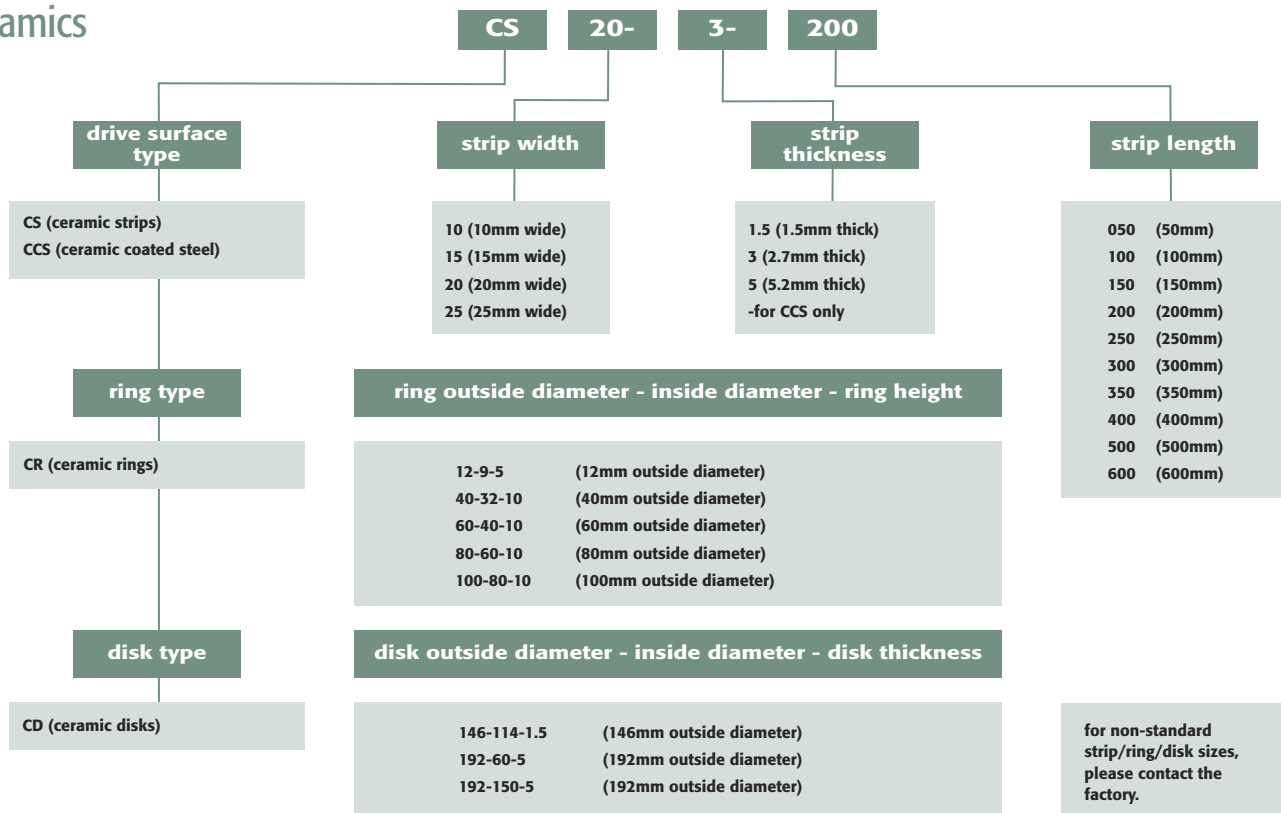 amics
CS 20- 3- 200
drive surface
type
strip width
strip
thickness
strip length
CS (ceramic strips)
CCS (ceramic coated steel)
10 (10mm wide)
15 (15mm wide)
20 (20mm wide)
25 (25mm wide)
1.5 (1.5mm thick)
3 (2.7mm thick)
5 (5.2mm thick)
-for CCS only
050 (50mm)
100 (100mm)
150 (150mm)
200 (200mm)
250 (250mm)
300 (300mm)
350 (350mm)
400 (400mm)
500 (500mm)
600 (600mm)
ring type
ring outside diameter - inside diameter - ring height
CR (ceramic rings)
12-9-5 (12mm outside diameter)
40-32-10 (40mm outside diameter)
60-40-10 (60mm outside diameter)
80-60-10 (80mm outside diameter)
100-80-10 (100mm outside diameter)
disk type
disk outside diameter - inside diameter - disk thickness
CD (ceramic disks)
146-114-1.5 (146mm outside diameter)
192-60-5 (192mm outside diameter)
192-150-5 (192mm outside diameter)
for non-standard
strip/ring/disk sizes,
please contact the
factory.